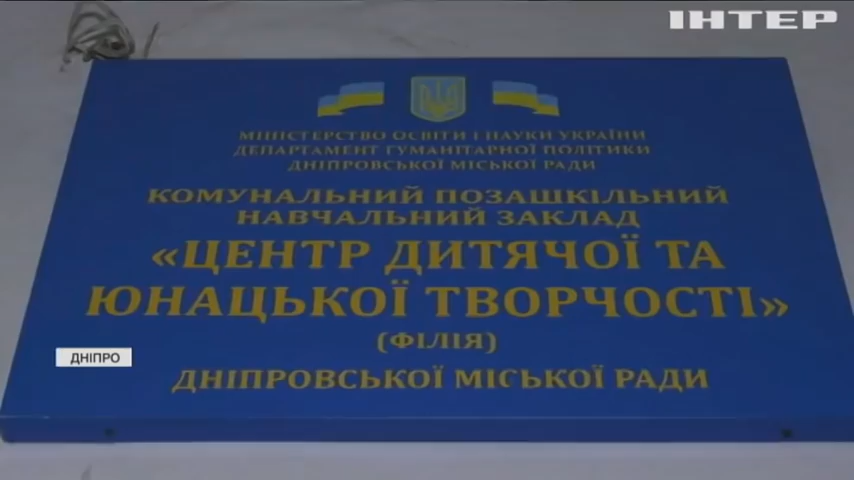 ІНТЕР
МІНІСТЕРСТВО ОСВІТИ І НАУКИ УКРАЇНИ
ДЕПАРТАМЕНТ ГУМАНІТАРНОЇ ПОЛІТИКИ
ДНІПРОВСЬКОЇ МІСЬКОЇ РАДИ
КОМУНАЛЬНИЙ ПОЗАШКІЛЬНИЙ
НАВЧАЛЬНИЙ ЗАКЛАД
«ЦЕНТР ДИТЯЧОЇ ТА
ЮНАЦЬКОЇ ТВОРЧОСТІ»
(ФІЛІЯ)
ДНІПРО
ДНІПРОВСЬКОЇ МІСЬКОЇ РАДИ